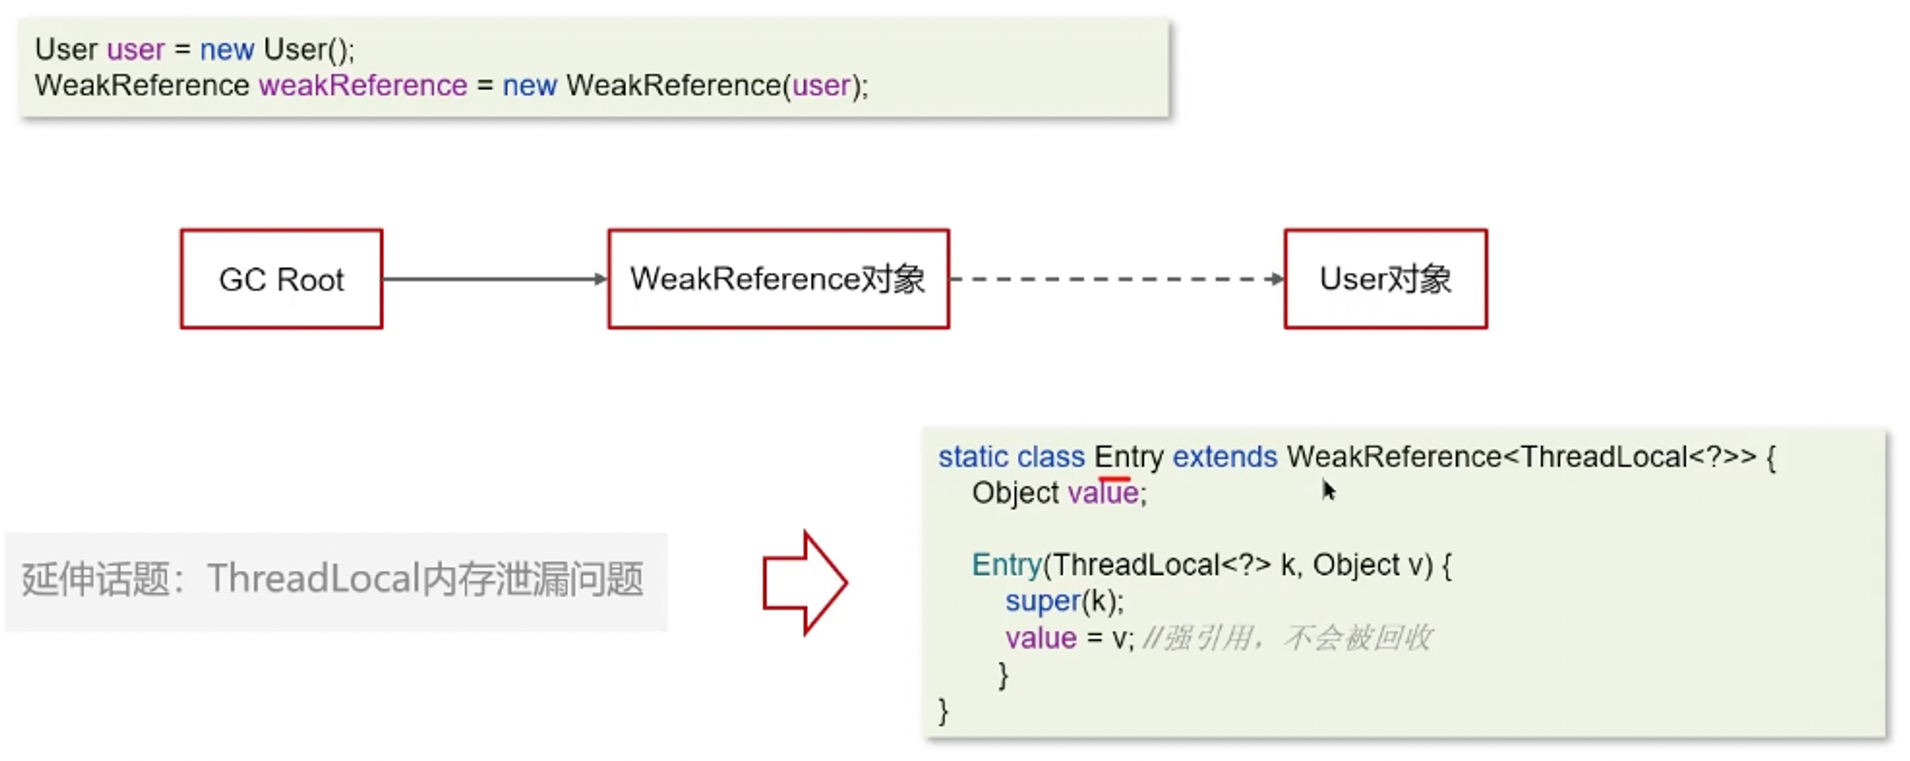 User user = new User();
WeakReference weakReference = new WeakReference(user);
GC Root
WeakReference对象
User对象
static class Entry extends WeakReference<ThreadLocal<?>> {
Object value;
Entry(ThreadLocal<?> k, Object v) {
super(k);
value = v; //强引用，不会被回收
}
}
延伸话题：ThreadLocal内存泄漏问题